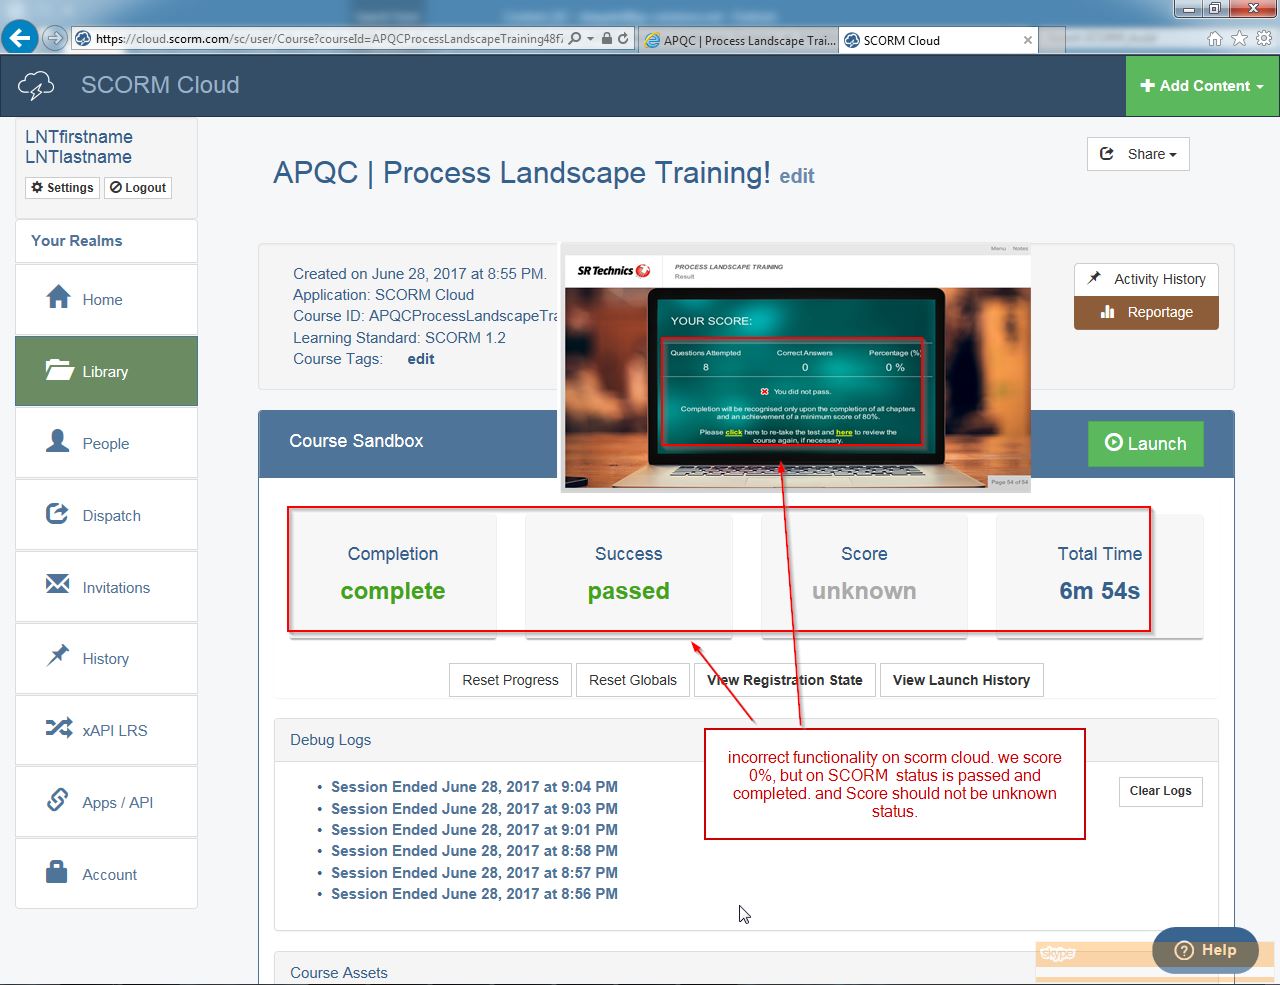 https://cloud.scorm.com/sc/user/Course?courseId=APQCProcessLandscapeTraining48f7
APQC | Process Landscape Trai...
SCORM Cloud
SCORM Cloud
Add Content
LNTfirstname
LNTlastname
Settings
Logout
Your Realms
Home
Library
People
Dispatch
Invitations
History
xAPI LRS
Apps / API
Account
APQC | Process Landscape Training! edit
Share
Created on June 28, 2017 at 8:55 PM.
Application: SCORM Cloud
Course ID: APQCProcessLandscapeTra
Learning Standard: SCORM 1.2
Course Tags: edit
Activity History
Reportage
Menu Notes
SR Technics
PROCESS LANDSCAPE TRAINING
Result
YOUR SCORE:
Questions Attempted Correct Answers Percentage (%)
8 0 0 %
You did not pass.
Completion will be recognised only upon the completion of all chapters
and an achievement of a minimum score of 80%.
Please click here to re-take the test and here to review the
course again, if necessary.
Page 54 of 54
Course Sandbox
Launch
Completion
complete
Success
passed
Score
unknown
Total Time
6m 54s
Reset Progress
Reset Globals
View Registration State
View Launch History
Debug Logs
Session Ended June 28, 2017 at 9:04 PM
Session Ended June 28, 2017 at 9:03 PM
Session Ended June 28, 2017 at 9:01 PM
Session Ended June 28, 2017 at 8:58 PM
Session Ended June 28, 2017 at 8:57 PM
Session Ended June 28, 2017 at 8:56 PM
Clear Logs
incorrect functionality on scorm cloud. we score
0%, but on SCORM status is passed and
completed. and Score should not be unknown
status.
Course Assets
skype
Help